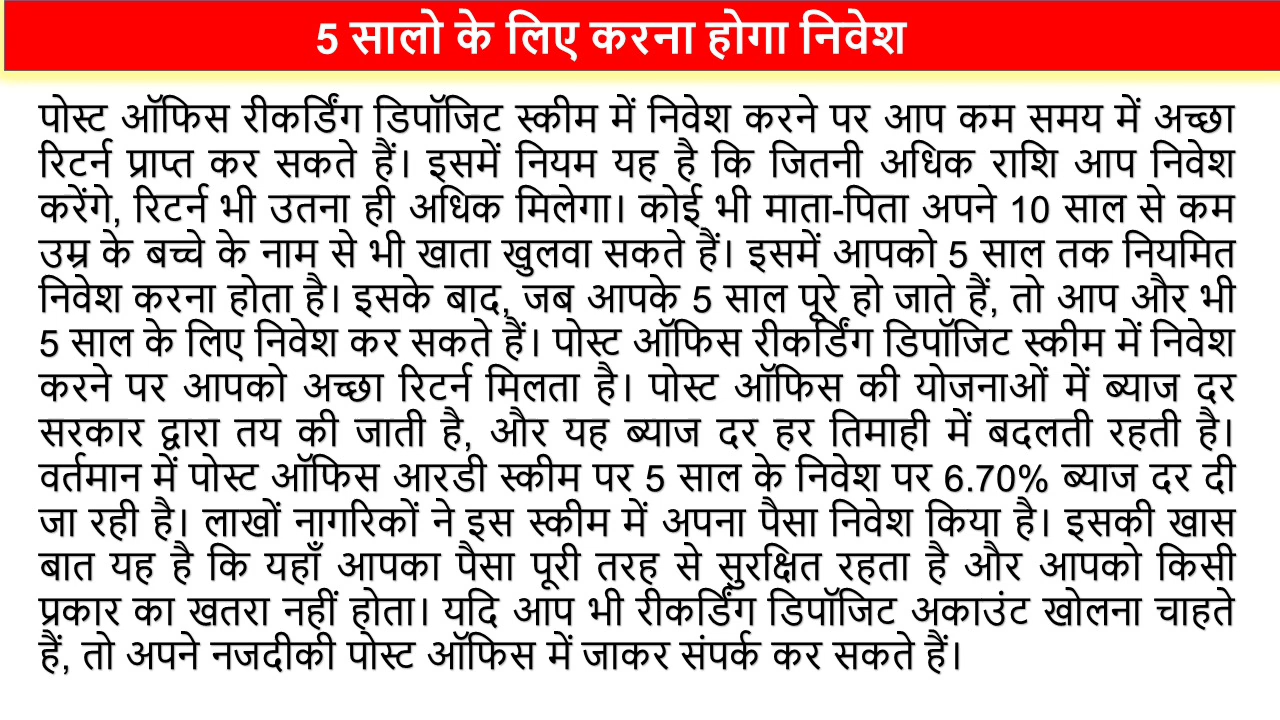 5 सालो के लिए करना होगा निवेश
पोस्ट ऑफिस रीकर्डिंग डिपॉजिट स्कीम में निवेश करने पर आप कम समय में अच्छा
रिटर्न प्राप्त कर सकते हैं। इसमें नियम यह है कि जितनी अधिक राशि आप निवेश
करेंगे, रिटर्न भी उतना ही अधिक मिलेगा। कोई भी माता-पिता अपने 10 साल से कम
उम्र के बच्चे के नाम से भी खाता खुलवा सकते हैं। इसमें आपको 5 साल तक नियमित
निवेश करना होता है। इसके बाद, जब आपके 5 साल पूरे हो जाते हैं, तो आप और भी
5 साल के लिए निवेश कर सकते हैं। पोस्ट ऑफिस रीकर्डिंग डिपॉजिट स्कीम में निवेश
करने पर आपको अच्छा रिटर्न मिलता है। पोस्ट ऑफिस की योजनाओं में ब्याज दर
सरकार द्वारा तय की जाती है, और यह ब्याज दर हर तिमाही में बदलती रहती है।
वर्तमान में पोस्ट ऑफिस आरडी स्कीम पर 5 साल के निवेश पर 6.70% ब्याज दर दी
जा रही है। लाखों नागरिकों ने इस स्कीम में अपना पैसा निवेश किया है। इसकी खास
बात यह है कि यहाँ आपका पैसा पूरी तरह से सुरक्षित रहता है और आपको किसी
प्रकार का खतरा नहीं होता। यदि आप भी रीकर्डिंग डिपॉजिट अकाउंट खोलना चाहते
हैं, तो अपने नजदीकी पोस्ट ऑफिस में जाकर संपर्क कर सकते हैं।